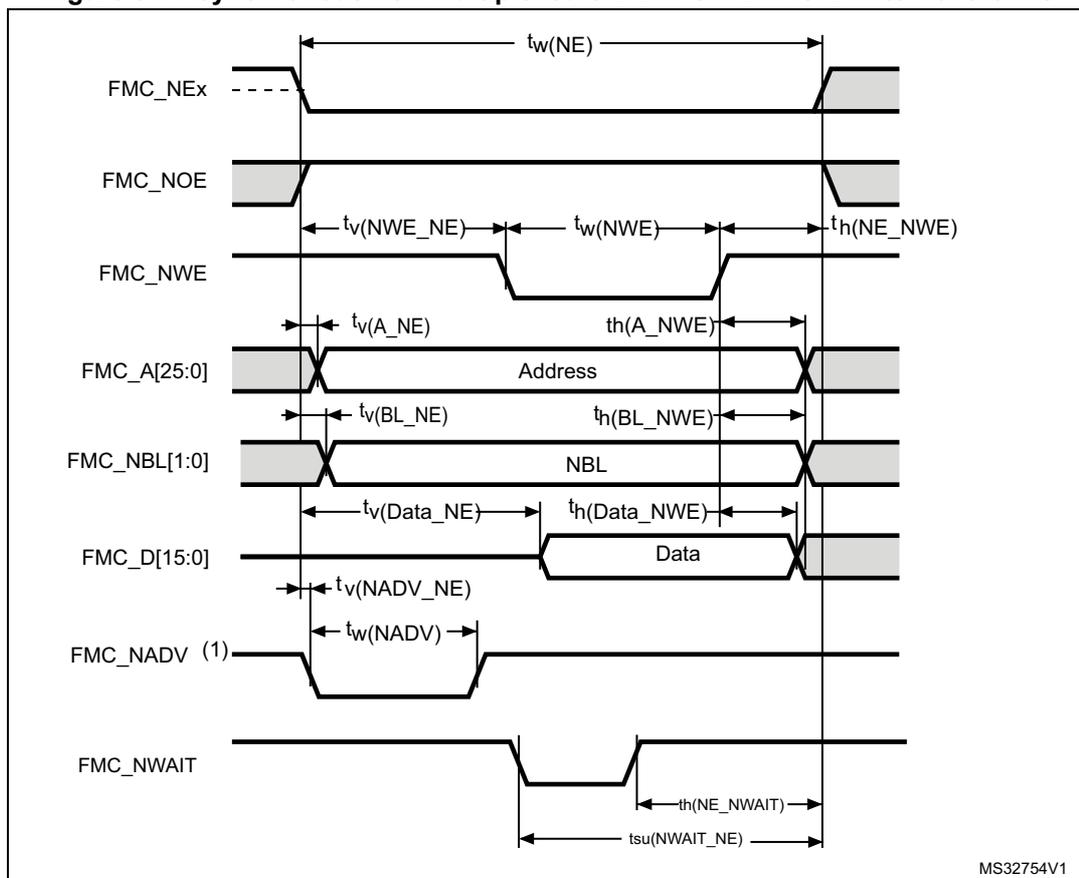 tw(NE)
FMC_NEx
FMC_NOE
tv(NWE_NE)
tw(NWE)
th(NE_NWE)
FMC_NWE
tv(A_NE)
th(A_NWE)
FMC_A[25:0]
Address
tv(BL_NE)
th(BL_NWE)
FMC_NBL[1:0]
NBL
tv(Data_NE)
th(Data_NWE)
FMC_D[15:0]
Data
tv(NADV_NE)
tw(NADV)
FMC_NADV (1)
FMC_NWAIT
th(NE_NWAIT)
tsu(NWAIT_NE)
MS32754V1